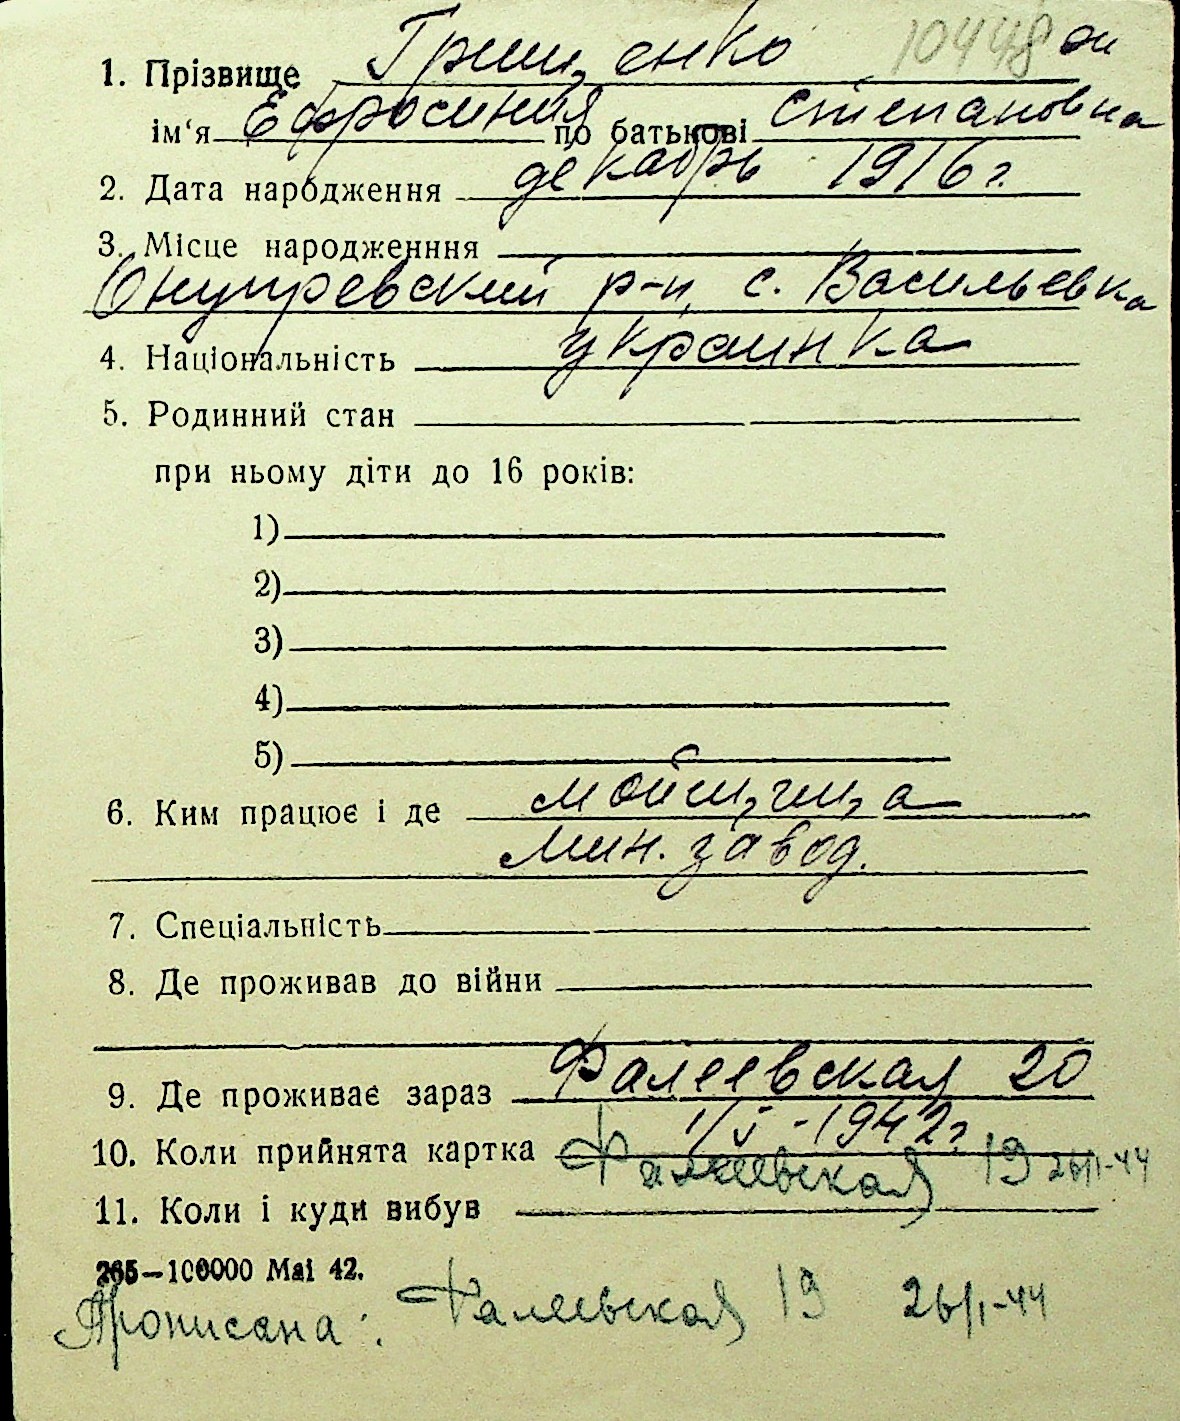 10448 ж
1. Прізвище Грищенко
ім‘я Ефросиния по батькові Степановна
2. Дата народження декабрь 1916 г.
3. Місце народженння
Онупревский р-н, с. Васильевка
4. Національність украинка
5. Родинний стан
при ньому діти до 16 років:
1)
2)
3)
4)
5)
6. Ким працює і де мойщица
мин. завод.
7. Спеціальність
8. Де проживав до війни
9. Де проживає зараз Фалеевская 20
10. Коли прийнята картка 1/V-1942 г.
Фалеевская 19 26/I-44
11. Коли і куди вибув
265—100000 Mai 42.
Прописана: Фалеевская 19 26/I-44